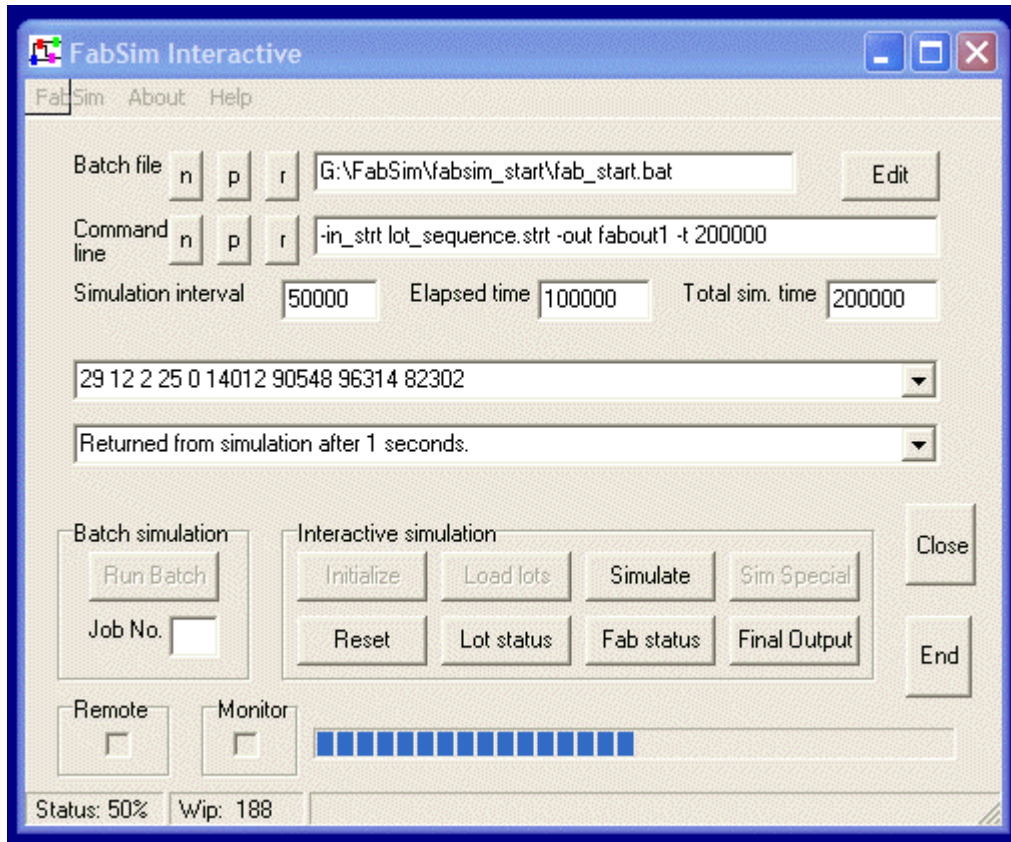 FabSim Interactive
FabSim About Help
Batch file n p r G:\FabSim\fabsim_start\fab_start.bat Edit
Command line n p r -in_strt lot_sequence.strt -out fabout1 -t 200000
Simulation interval 50000 Elapsed time 100000 Total sim. time 200000
29 12 2 25 0 14012 90548 96314 82302
Returned from simulation after 1 seconds.
Batch simulation Interactive simulation
Close
Run Batch Initialize Load lots Simulate Sim Special
Job No. Reset Lot status Fab status Final Output
End
Remote Monitor
Status: 50% Wip: 188